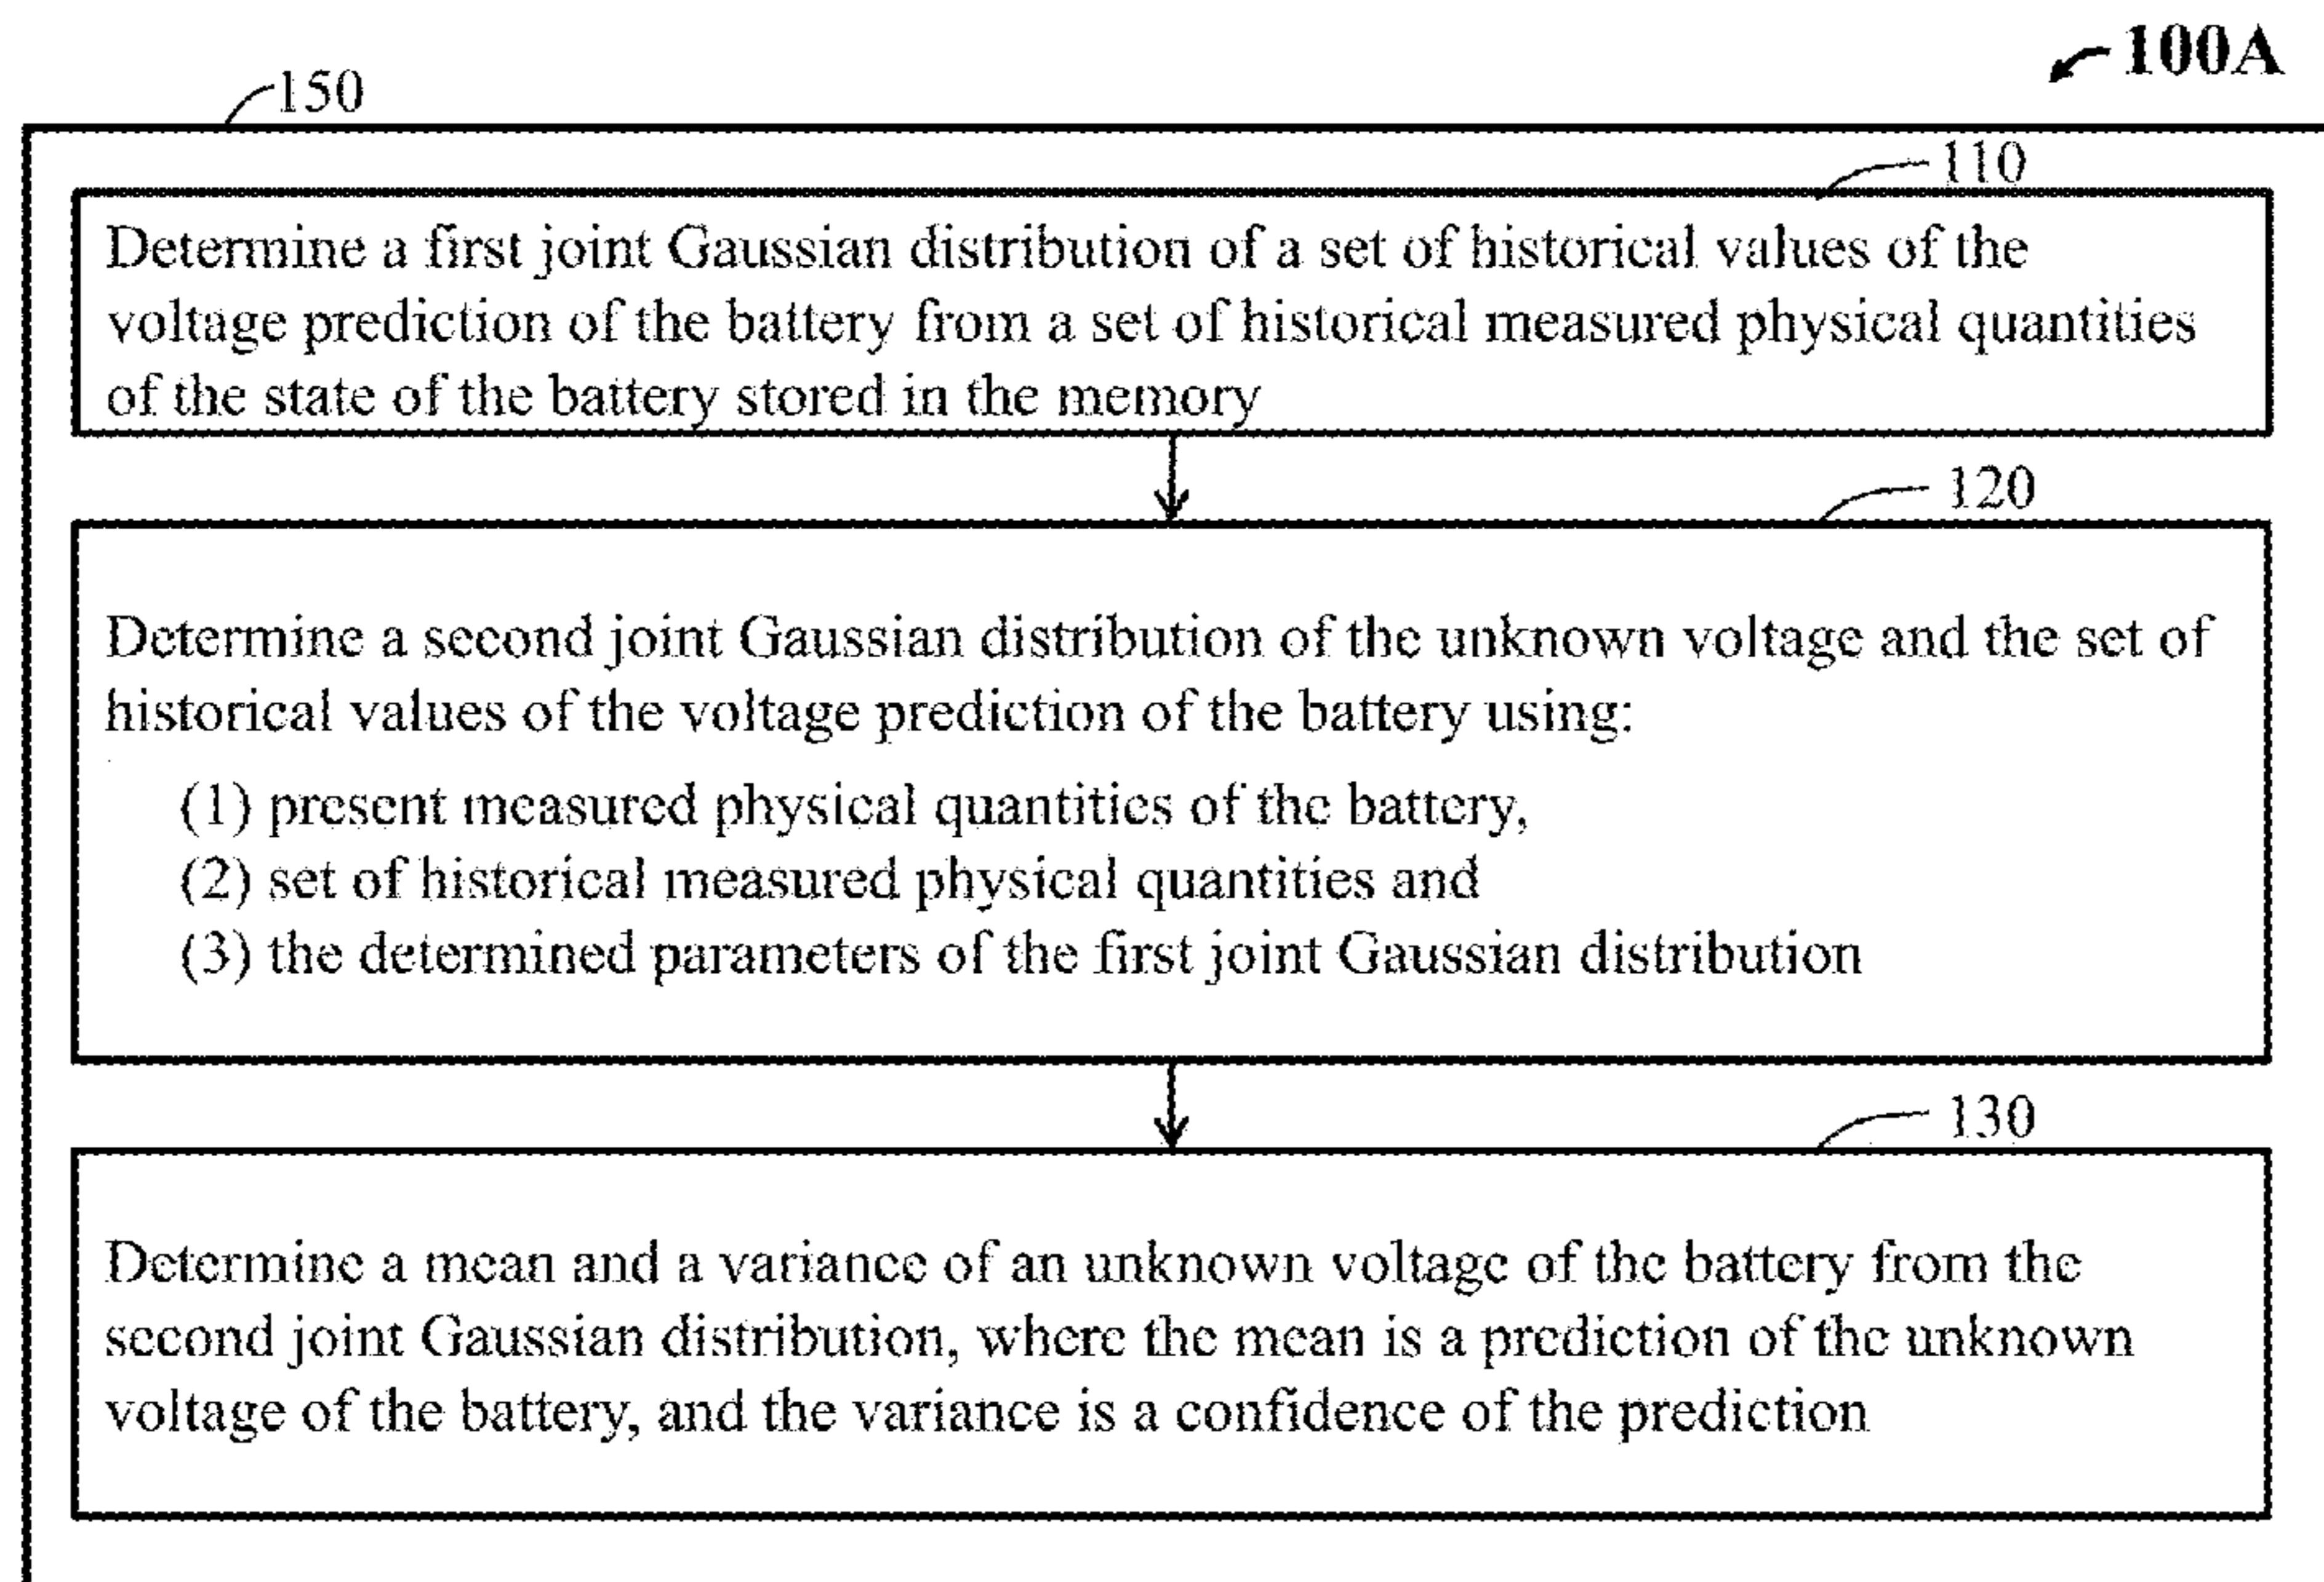 100A
150
110
Determine a first joint Gaussian distribution of a set of historical values of the
voltage prediction of the battery from a set of historical measured physical quantities
of the state of the battery stored in the memory
120
Determine a second joint Gaussian distribution of the unknown voltage and the set of
historical values of the voltage prediction of the battery using:
(1) present measured physical quantities of the battery,
(2) set of historical measured physical quantities and
(3) the determined parameters of the first joint Gaussian distribution
130
Determine a mean and a variance of an unknown voltage of the battery from the
second joint Gaussian distribution, where the mean is a prediction of the unknown
voltage of the battery, and the variance is a confidence of the prediction